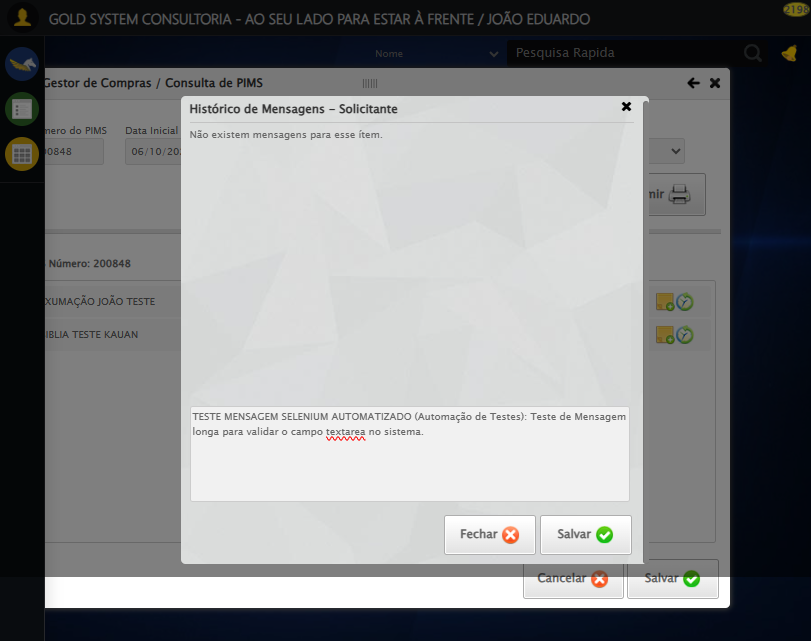 GOLD SYSTEM CONSULTORIA - AO SEU LADO PARA ESTAR À FRENTE / JOÃO EDUARDO
2198
Nome
Pesquisa Rapida
Gestor de Compras / Consulta de PIMS
Histórico de Mensagens - Solicitante
Não existem mensagens para esse ítem.
mero do PIMS
Data Inicial
00848
06/10/20
mir
Número: 200848
XUMAÇÃO JOÃO TESTE
IBLIA TESTE KAUAN
TESTE MENSAGEM SELENIUM AUTOMATIZADO (Automação de Testes): Teste de Mensagem
longa para validar o campo textarea no sistema.
Fechar
Salvar
Cancelar
Salvar